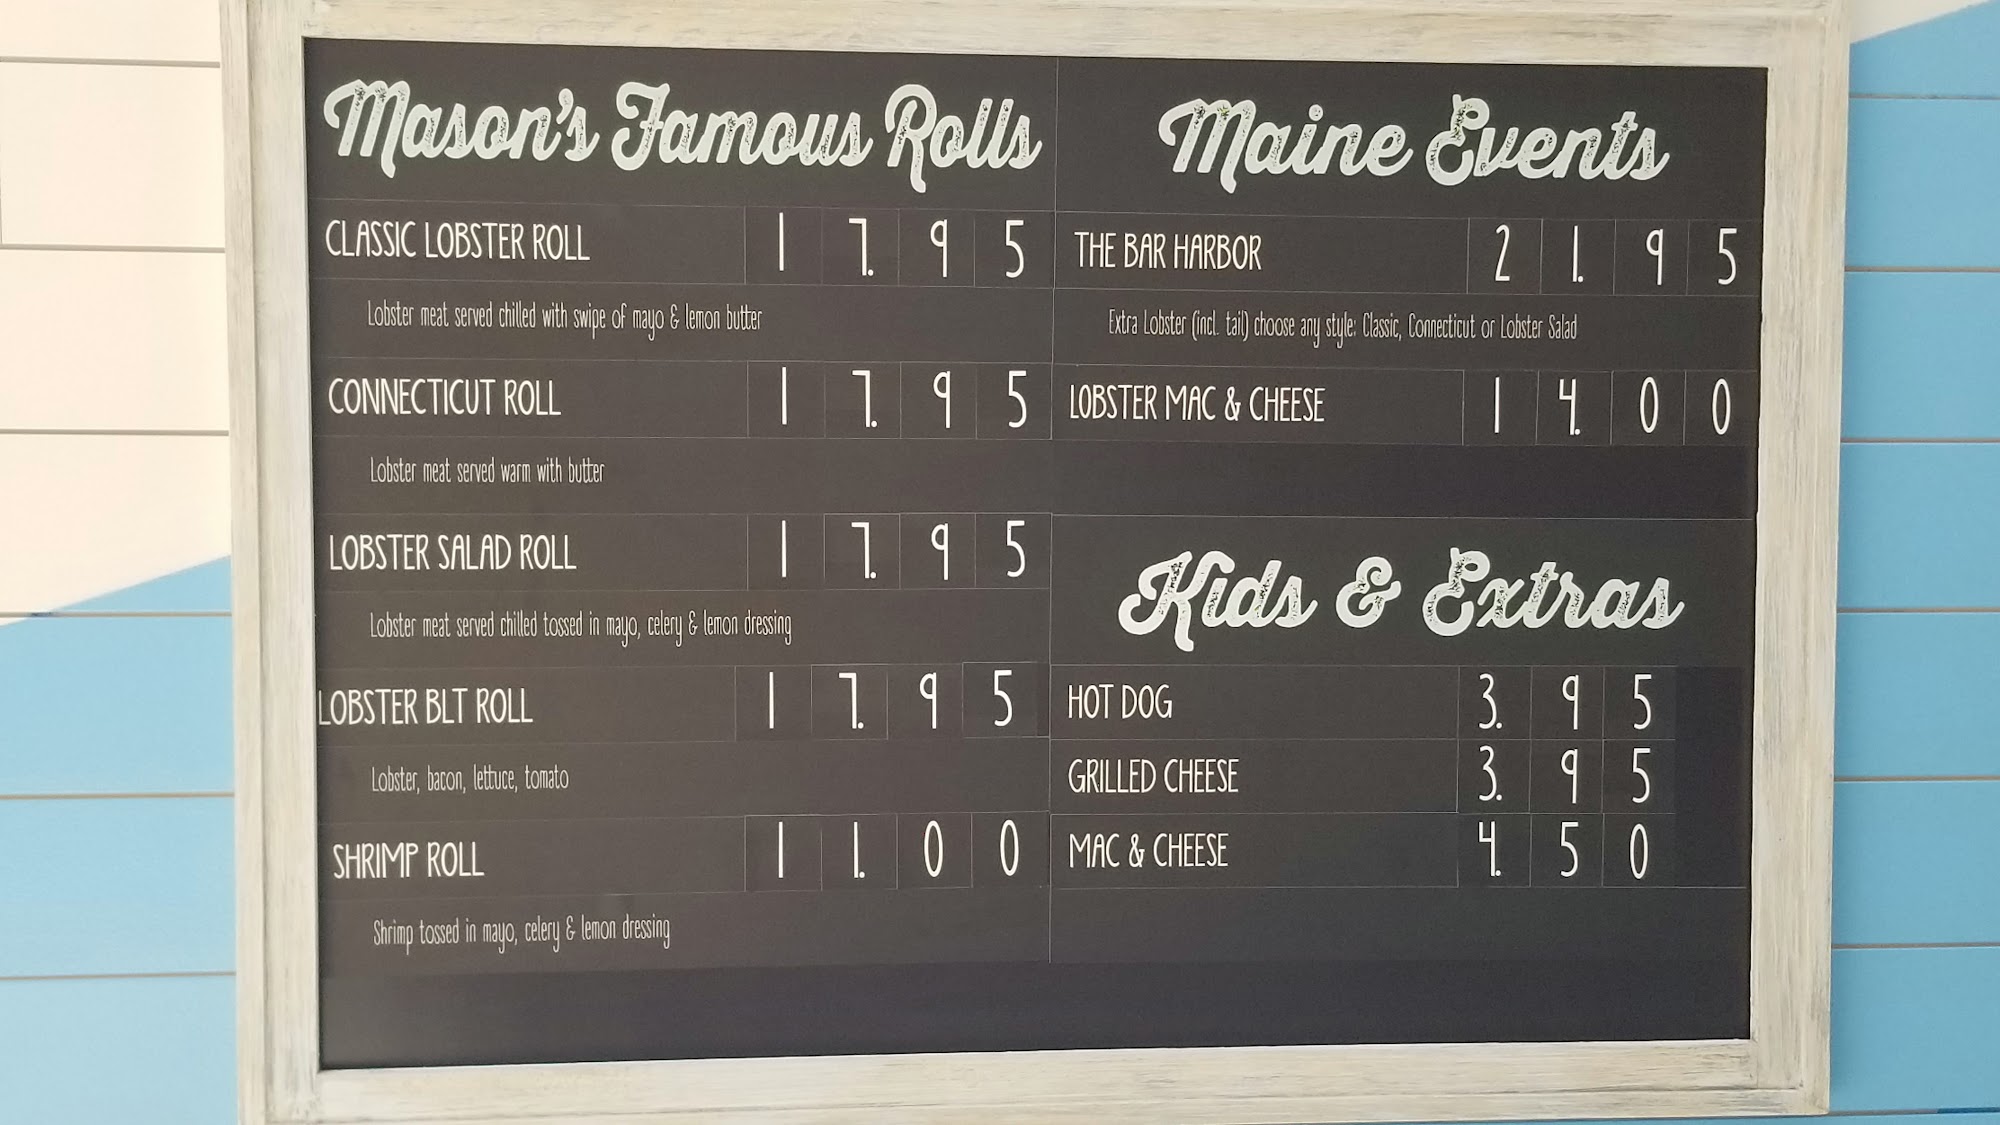 Mason's Famous Rolls
CLASSIC LOBSTER ROLL 17.95
Lobster meat served chilled with swipe of mayo & lemon butter
CONNECTICUT ROLL 17.95
Lobster meat served warm with butter
LOBSTER SALAD ROLL 17.95
Lobster meat served chilled tossed in mayo, celery & lemon dressing
LOBSTER BLT ROLL 17.95
Lobster, bacon, lettuce, tomato
SHRIMP ROLL 11.00
Shrimp tossed in mayo, celery & lemon dressing
Maine Events
THE BAR HARBOR 21.95
Extra Lobster (incl. tail) choose any style: Classic, Connecticut or Lobster Salad
LOBSTER MAC & CHEESE 14.00
Kids & Extras
HOT DOG 3.95
GRILLED CHEESE 3.95
MAC & CHEESE 4.50